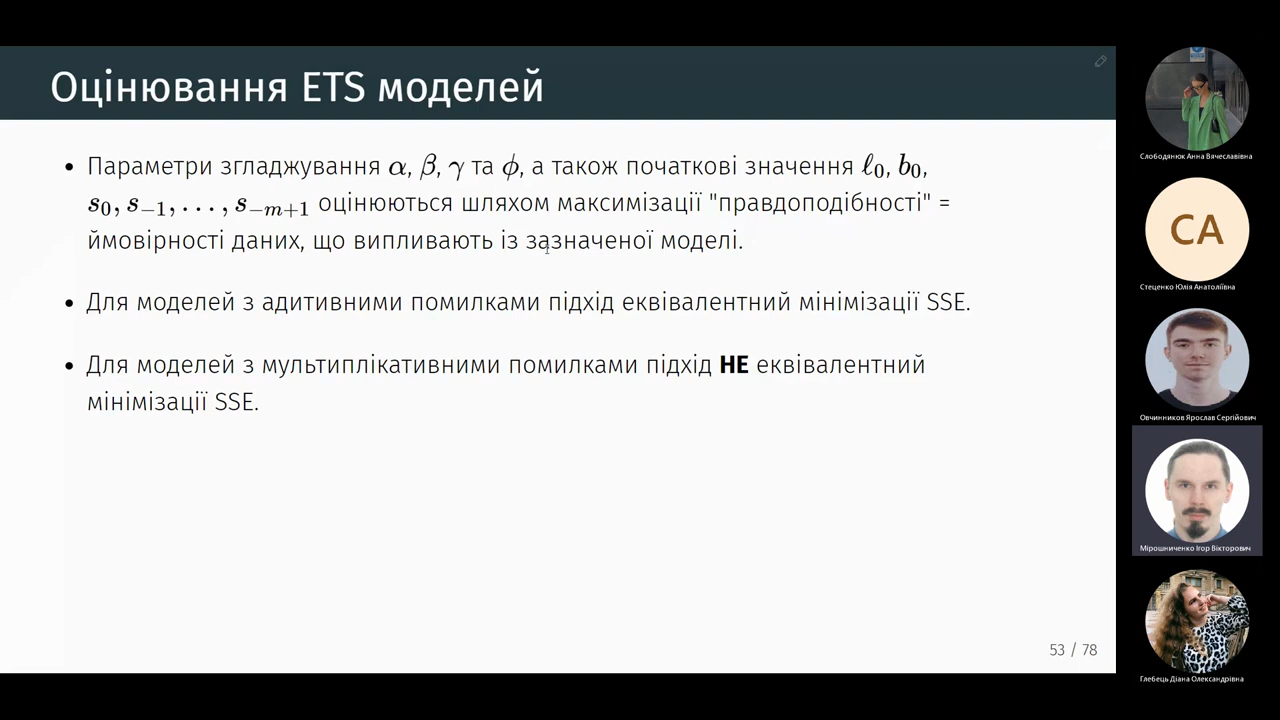 Оцінювання ETS моделей
• Параметри згладжування α, β, γ та ϕ, а також початкові значення ℓ₀, b₀,
s₀, s₋₁, . . . , s₋ₘ₊₁ оцінюються шляхом максимізації "правдоподібності" =
ймовірності даних, що випливають із зазначеної моделі.
• Для моделей з адитивними помилками підхід еквівалентний мінімізації SSE.
• Для моделей з мультиплікативними помилками підхід НЕ еквівалентний
мінімізації SSE.
53 / 78
Слободянюк Анна Вячеславівна
СА
Стеценко Юлія Анатоліївна
Овчинников Ярослав Сергійович
Мірошниченко Ігор Вікторович
Глебець Діана Олександрівна